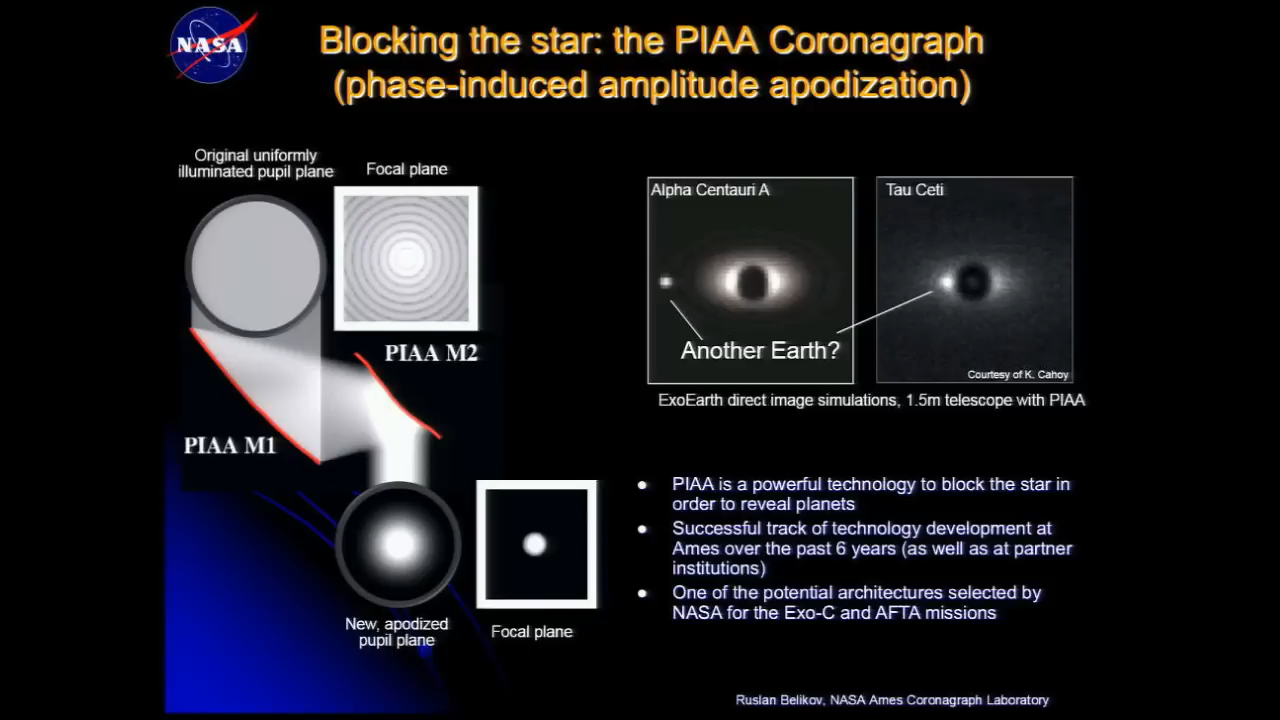 NASA
Blocking the star: the PIAA Coronagraph
(phase-induced amplitude apodization)
Original uniformly
illuminated pupil plane
Focal plane
PIAA M2
PIAA M1
New, apodized
pupil plane
Focal plane
Alpha Centauri A
Tau Ceti
Another Earth?
Courtesy of K. Cahoy
ExoEarth direct image simulations, 1.5m telescope with PIAA
• PIAA is a powerful technology to block the star in
order to reveal planets
• Successful track of technology development at
Ames over the past 6 years (as well as at partner
institutions)
• One of the potential architectures selected by
NASA for the Exo-C and AFTA missions
Ruslan Belikov, NASA Ames Coronagraph Laboratory